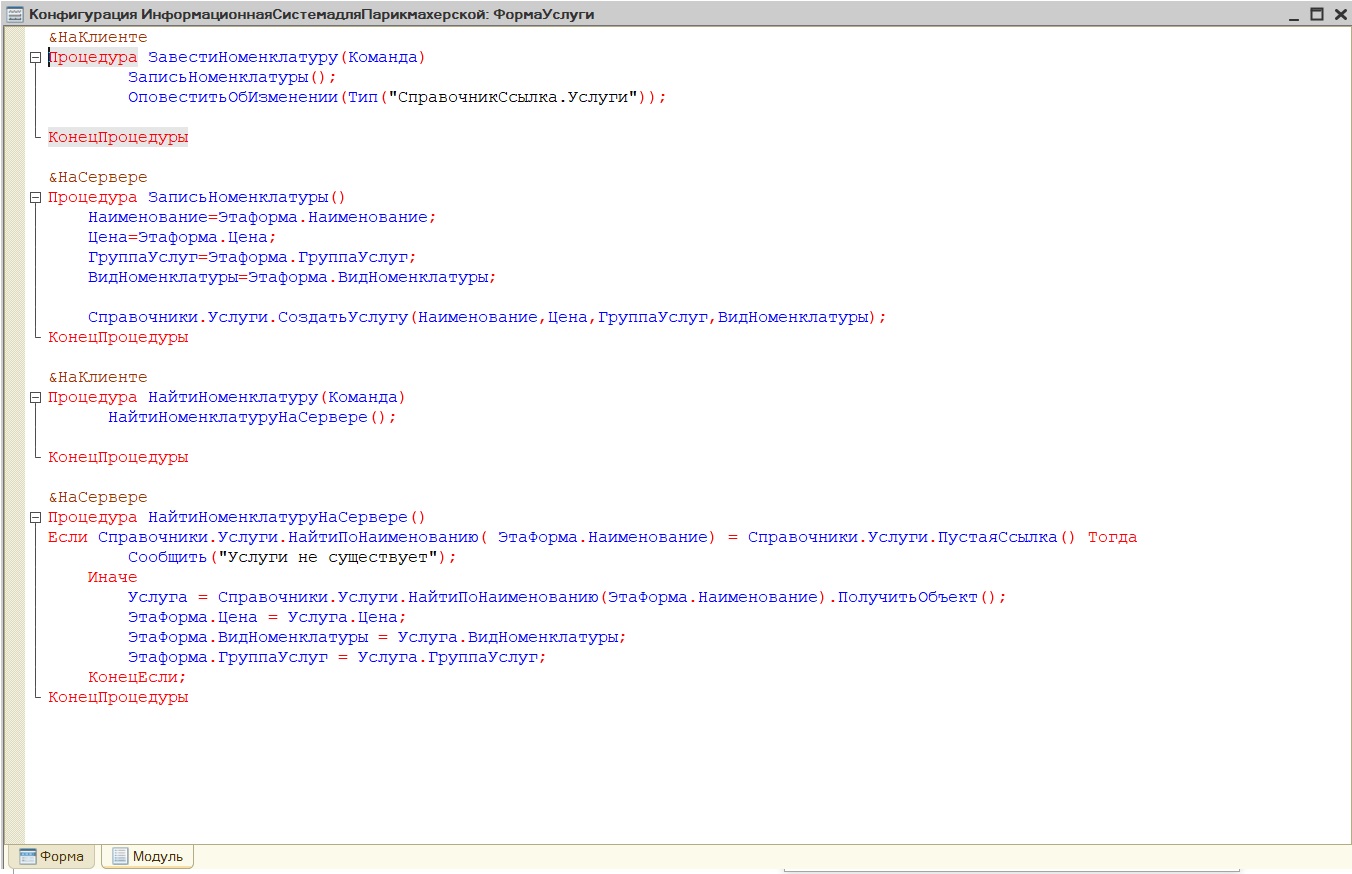 Конфигурация ИнформационнаяСистемадляПарикмахерской: ФормаУслуги
&НаКлиенте
Процедура ЗавестиНоменклатуру(Команда)
ЗаписьНоменклатуры();
ОповеститьОбИзменении(Тип("СправочникСсылка.Услуги"));
КонецПроцедуры
&НаСервере
Процедура ЗаписьНоменклатуры()
Наименование=Этаформа.Наименование;
Цена=Этаформа.Цена;
ГруппаУслуг=Этаформа.ГруппаУслуг;
ВидНоменклатуры=Этаформа.ВидНоменклатуры;
Справочники.Услуги.СоздатьУслугу(Наименование,Цена,ГруппаУслуг,ВидНоменклатуры);
КонецПроцедуры
&НаКлиенте
Процедура НайтиНоменклатуру(Команда)
НайтиНоменклатуруНаСервере();
КонецПроцедуры
&НаСервере
Процедура НайтиНоменклатуруНаСервере()
Если Справочники.Услуги.НайтиПоНаименованию( ЭтаФорма.Наименование) = Справочники.Услуги.ПустаяСсылка() Тогда
Сообщить("Услуги не существует");
Иначе
Услуга = Справочники.Услуги.НайтиПоНаименованию(ЭтаФорма.Наименование).ПолучитьОбъект();
ЭтаФорма.Цена = Услуга.Цена;
ЭтаФорма.ВидНоменклатуры = Услуга.ВидНоменклатуры;
Этаформа.ГруппаУслуг = Услуга.ГруппаУслуг;
КонецЕсли;
КонецПроцедуры
Форма
Модуль